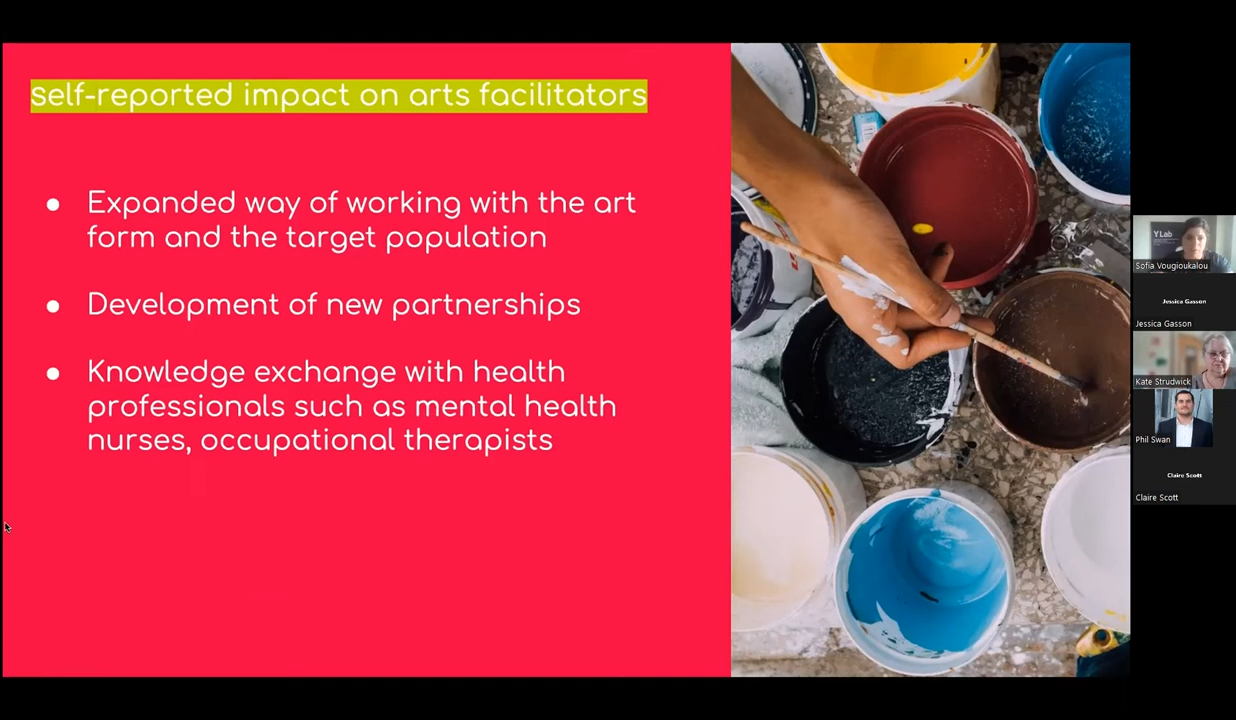 Self-reported impact on arts facilitators
● Expanded way of working with the art
form and the target population
● Development of new partnerships
● Knowledge exchange with health
professionals such as mental health
nurses, occupational therapists
Y Lab
Sofia Vougioukalou
Jessica Gasson
Jessica Gasson
Kate Strudwick
Phil Swan
Claire Scott
Claire Scott